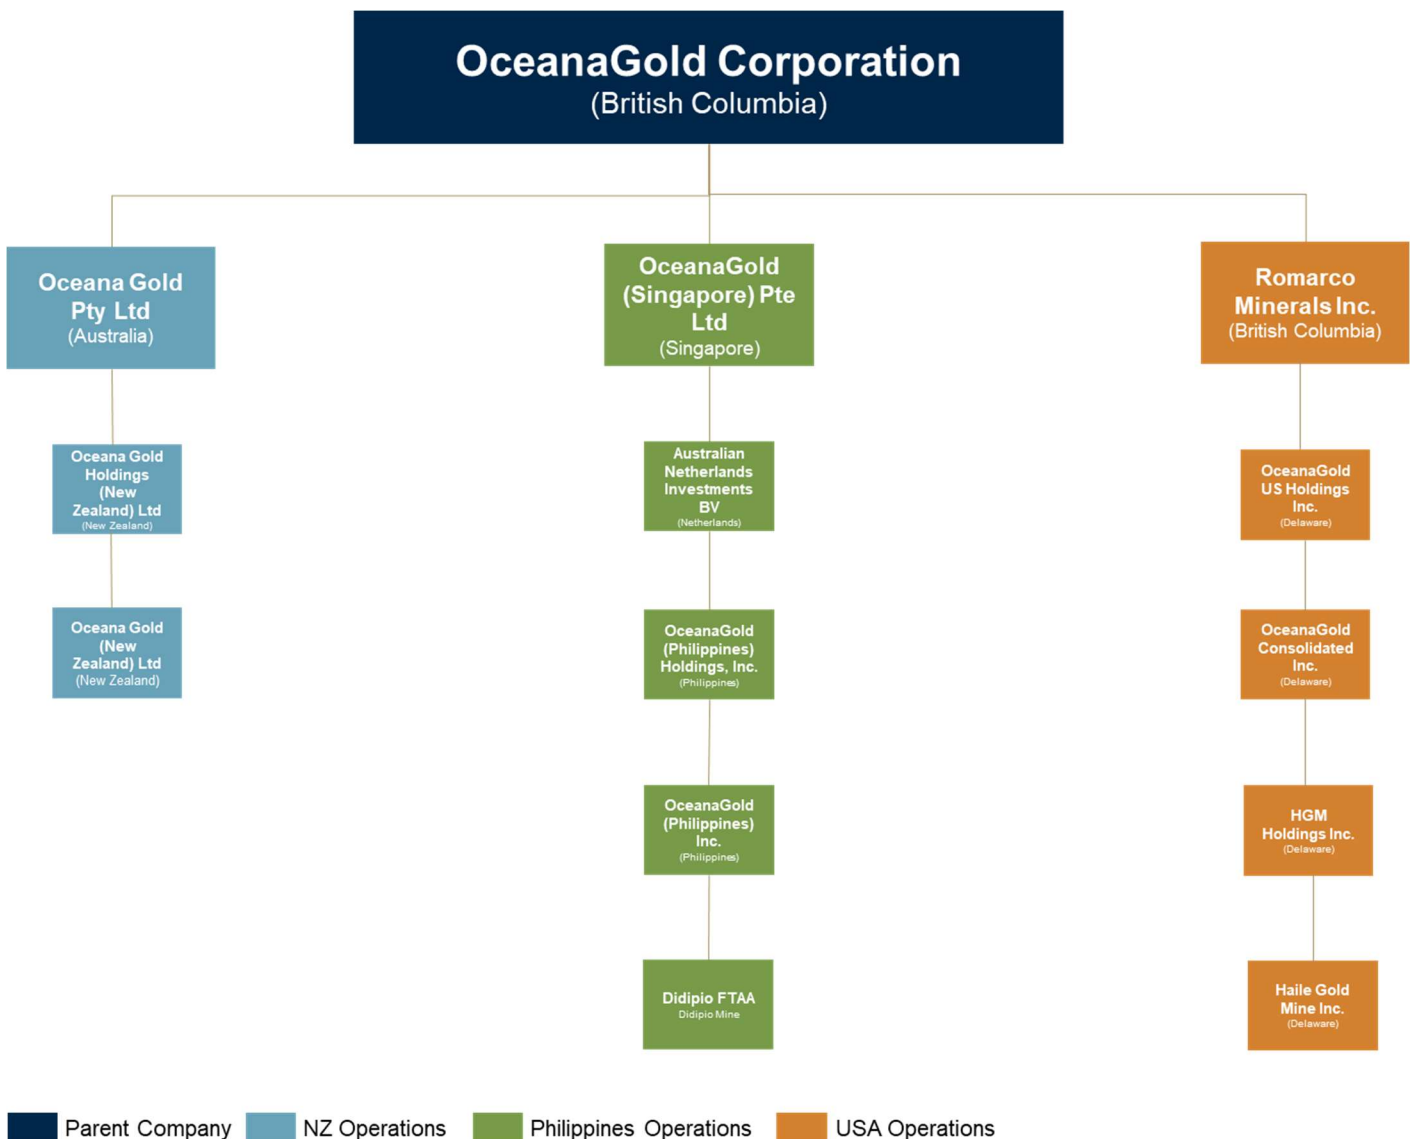 OceanaGold Corporation
(British Columbia)
Oceana Gold
Pty Ltd
(Australia)
Oceana Gold
Holdings
(New
Zealand) Ltd
(New Zealand)
Oceana Gold
(New
Zealand) Ltd
(New Zealand)
OceanaGold
(Singapore) Pte
Ltd
(Singapore)
Australian
Netherlands
Investments
BV
(Netherlands)
OceanaGold
(Philippines)
Holdings, Inc.
(Philippines)
OceanaGold
(Philippines)
Inc.
(Philippines)
Didipio FTAA
Didipio Mine
Romarco
Minerals Inc.
(British Columbia)
OceanaGold
US Holdings
Inc.
(Delaware)
OceanaGold
Consolidated
Inc.
(Delaware)
HGM
Holdings Inc.
(Delaware)
Haile Gold
Mine Inc.
(Delaware)
Parent Company
NZ Operations
Philippines Operations
USA Operations